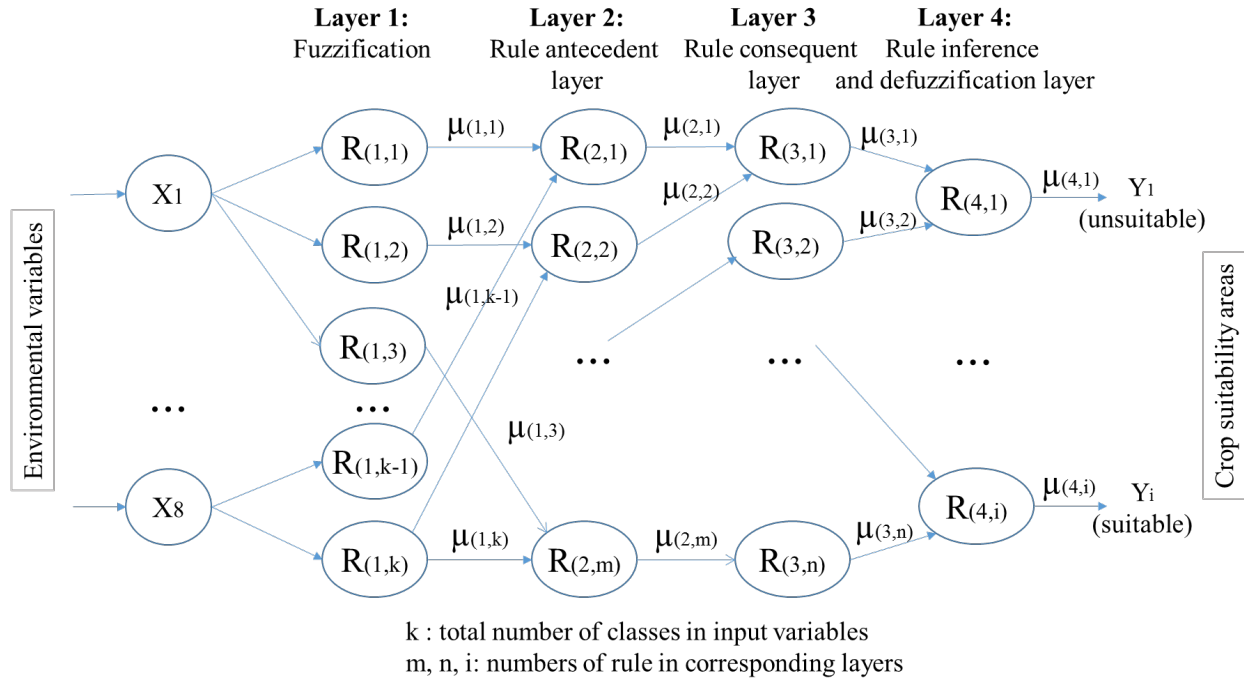 Layer 1:
Fuzzification
Layer 2:
Rule antecedent
layer
Layer 3
Rule consequent
layer
Layer 4:
Rule inference
and defuzzification layer
Environmental variables
X1
...
X8
R(1,1)
R(1,2)
R(1,3)
...
R(1,k-1)
R(1,k)
μ(1,1)
μ(1,2)
μ(1,k-1)
μ(1,3)
μ(1,k)
R(2,1)
R(2,2)
...
R(2,m)
μ(2,1)
μ(2,2)
μ(2,m)
R(3,1)
R(3,2)
...
R(3,n)
μ(3,1)
μ(3,2)
μ(3,n)
R(4,1)
...
R(4,i)
μ(4,1)
μ(4,i)
Y1
(unsuitable)
Yi
(suitable)
Crop suitability areas
k : total number of classes in input variables
m, n, i: numbers of rule in corresponding layers